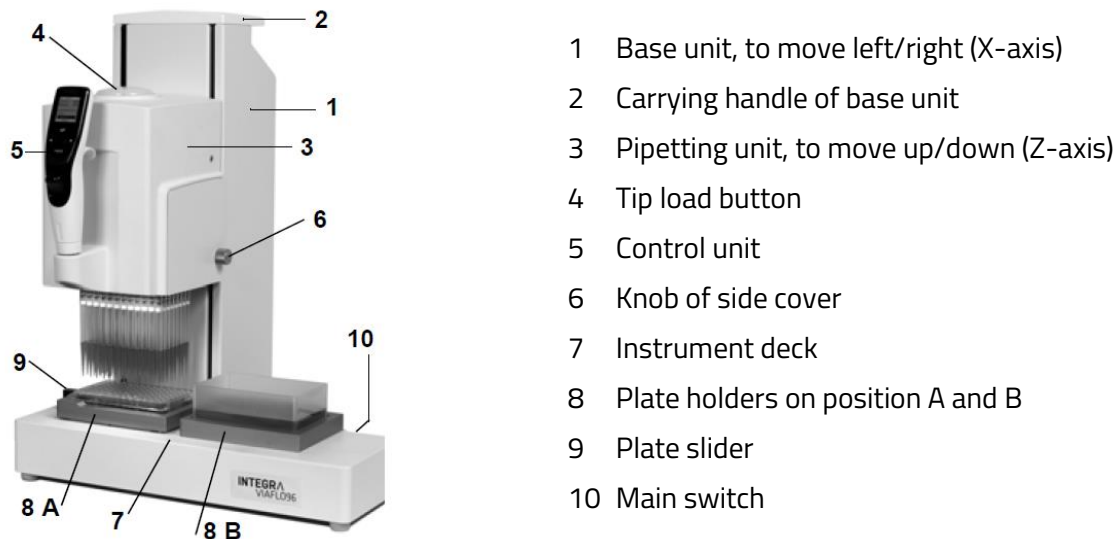 2
4
1
5
3
6
10
9
INTEGRA
VIAFLO96
8 A
7
8 B
1 Base unit, to move left/right (X-axis)
2 Carrying handle of base unit
3 Pipetting unit, to move up/down (Z-axis)
4 Tip load button
5 Control unit
6 Knob of side cover
7 Instrument deck
8 Plate holders on position A and B
9 Plate slider
10 Main switch